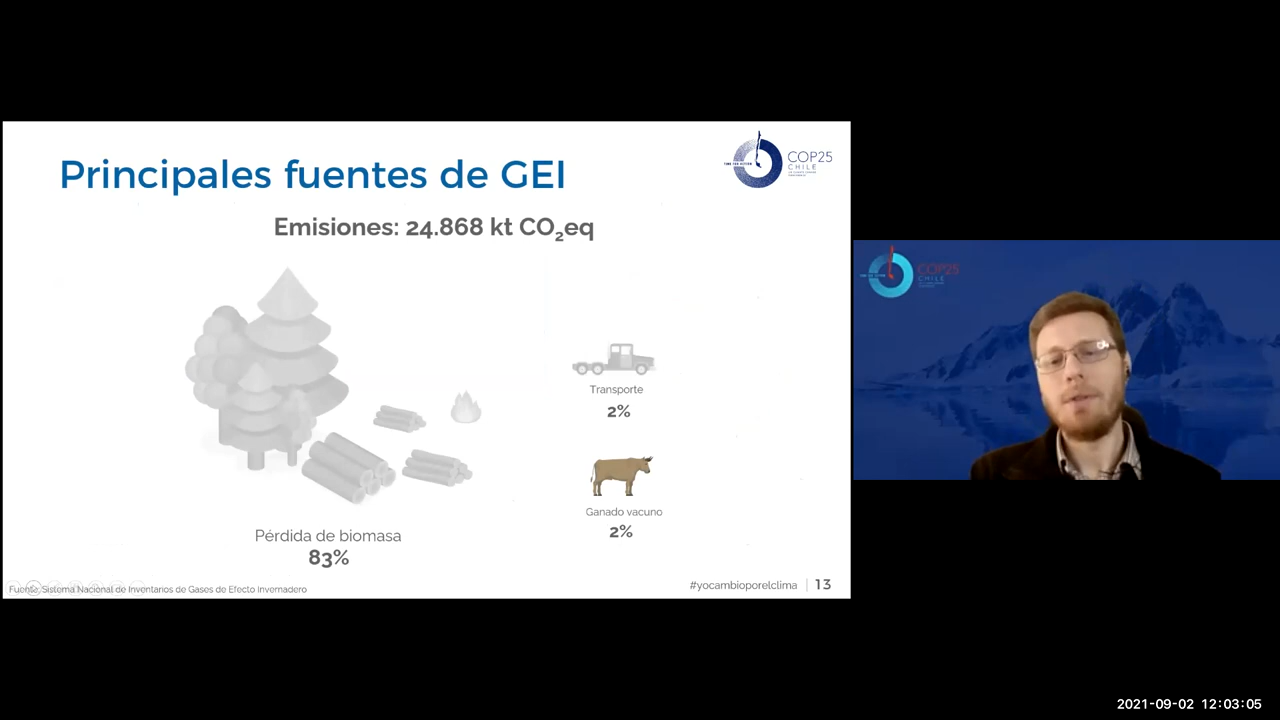 Principales fuentes de GEI
COP25
CHILE
Emisiones: 24.868 kt CO₂eq
Transporte
2%
Ganado vacuno
2%
Pérdida de biomasa
83%
Fuente: Sistema Nacional de Inventarios de Gases de Efecto Invernadero
#yocambioporelclima | 13
COP25
CHILE
2021-09-02 12:03:05